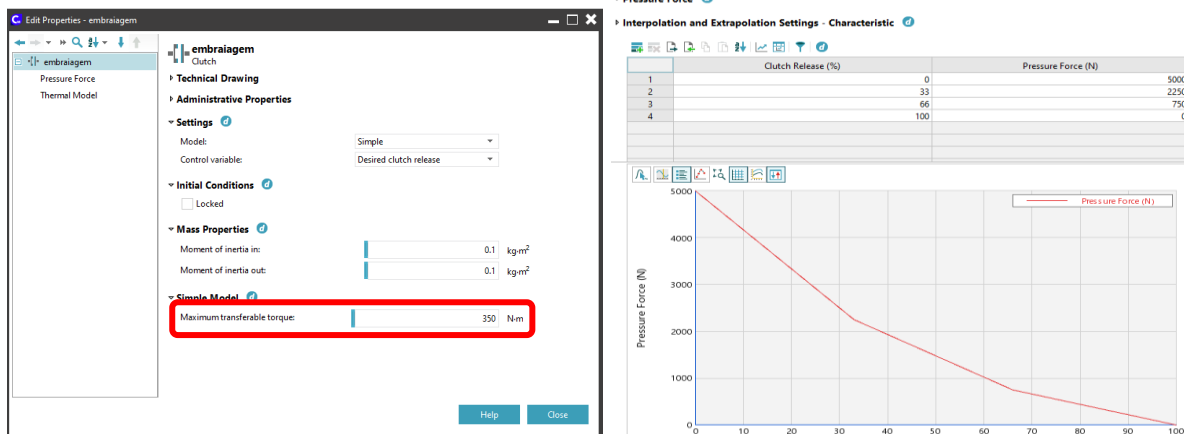 Edit Properties - embraiagem
embraiagem
Pressure Force
Thermal Model
embraiagem
Clutch
Technical Drawing
Administrative Properties
Settings
Model: Simple
Control variable: Desired clutch release
Initial Conditions
Locked
Mass Properties
Moment of inertia in: 0.1 kg·m²
Moment of inertia out: 0.1 kg·m²
Simple Model
Maximum transferable torque: 350 N·m
Help Close
Pressure Force
Interpolation and Extrapolation Settings - Characteristic
Clutch Release (%) Pressure Force (N)
1 0 5000
2 33 2250
3 66 750
4 100 0
Pressure Force (N)
Pressure Force (N)
5000
4000
3000
2000
1000
0
0 10 20 30 40 50 60 70 80 90 100